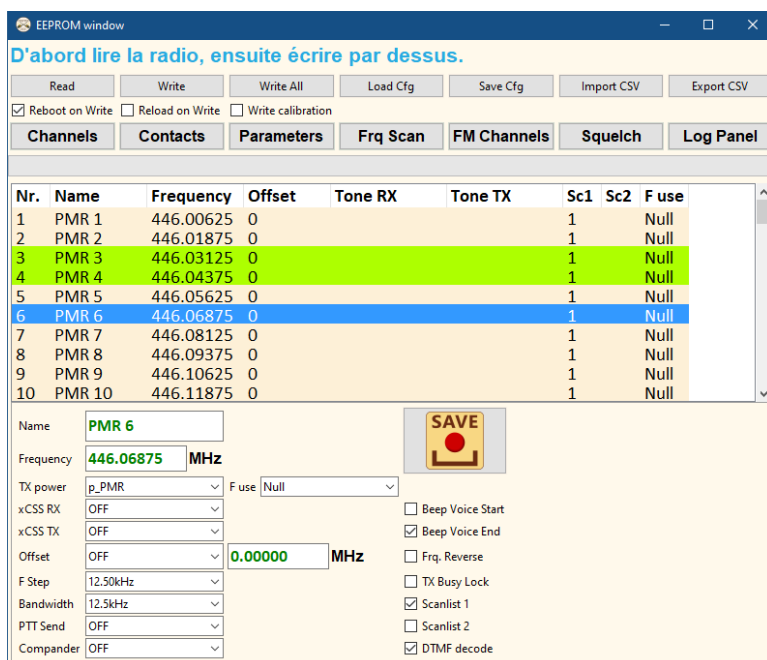 EEPROM window
D'abord lire la radio, ensuite écrire par dessus.
Read Write Write All Load Cfg Save Cfg Import CSV Export CSV
Reboot on Write Reload on Write Write calibration
Channels Contacts Parameters Frq Scan FM Channels Squelch Log Panel
Nr. Name Frequency Offset Tone RX Tone TX Sc1 Sc2 F use
1 PMR 1 446.00625 0 1 Null
2 PMR 2 446.01875 0 1 Null
3 PMR 3 446.03125 0 1 Null
4 PMR 4 446.04375 0 1 Null
5 PMR 5 446.05625 0 1 Null
6 PMR 6 446.06875 0 1 Null
7 PMR 7 446.08125 0 1 Null
8 PMR 8 446.09375 0 1 Null
9 PMR 9 446.10625 0 1 Null
10 PMR 10 446.11875 0 1 Null
Name PMR 6 SAVE
Frequency 446.06875 MHz
TX power p_PMR F use Null
xCSS RX OFF Beep Voice Start
xCSS TX OFF Beep Voice End
Offset OFF 0.00000 MHz Frq. Reverse
F Step 12.50kHz TX Busy Lock
Bandwidth 12.5kHz Scanlist 1
PTT Send OFF Scanlist 2
Compander OFF DTMF decode